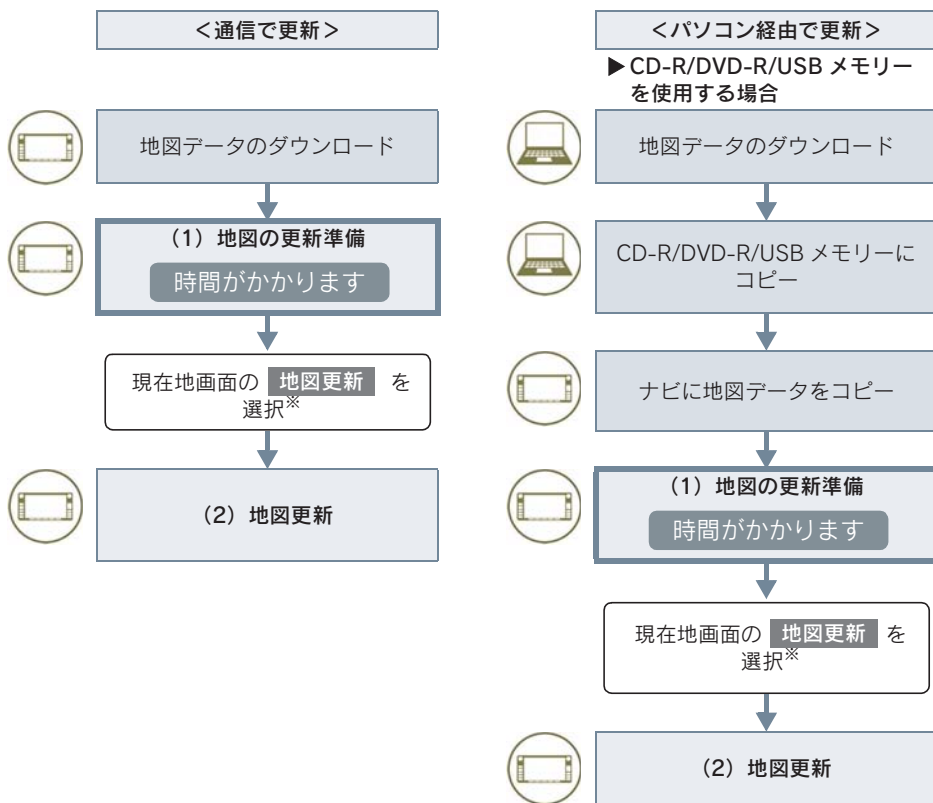 ＜通信で更新＞
地図データのダウンロード
（1）地図の更新準備
時間がかかります
現在地画面の 地図更新 を
選択※
（2）地図更新
＜パソコン経由で更新＞
▶CD-R/DVD-R/USB メモリー
を使用する場合
地図データのダウンロード
CD-R/DVD-R/USB メモリーに
コピー
ナビに地図データをコピー
（1）地図の更新準備
時間がかかります
現在地画面の 地図更新 を
選択※
（2）地図更新